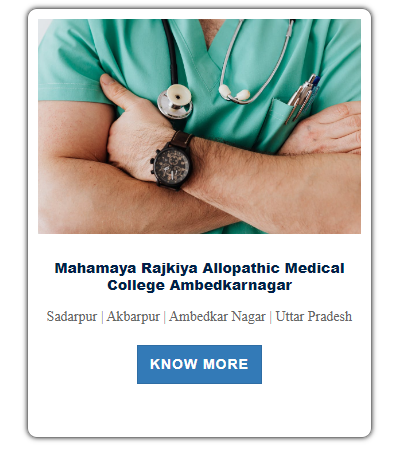 Mahamaya Rajkiya Allopathic Medical
College Ambedkarnagar
Sadarpur | Akbarpur | Ambedkar Nagar | Uttar Pradesh
KNOW MORE